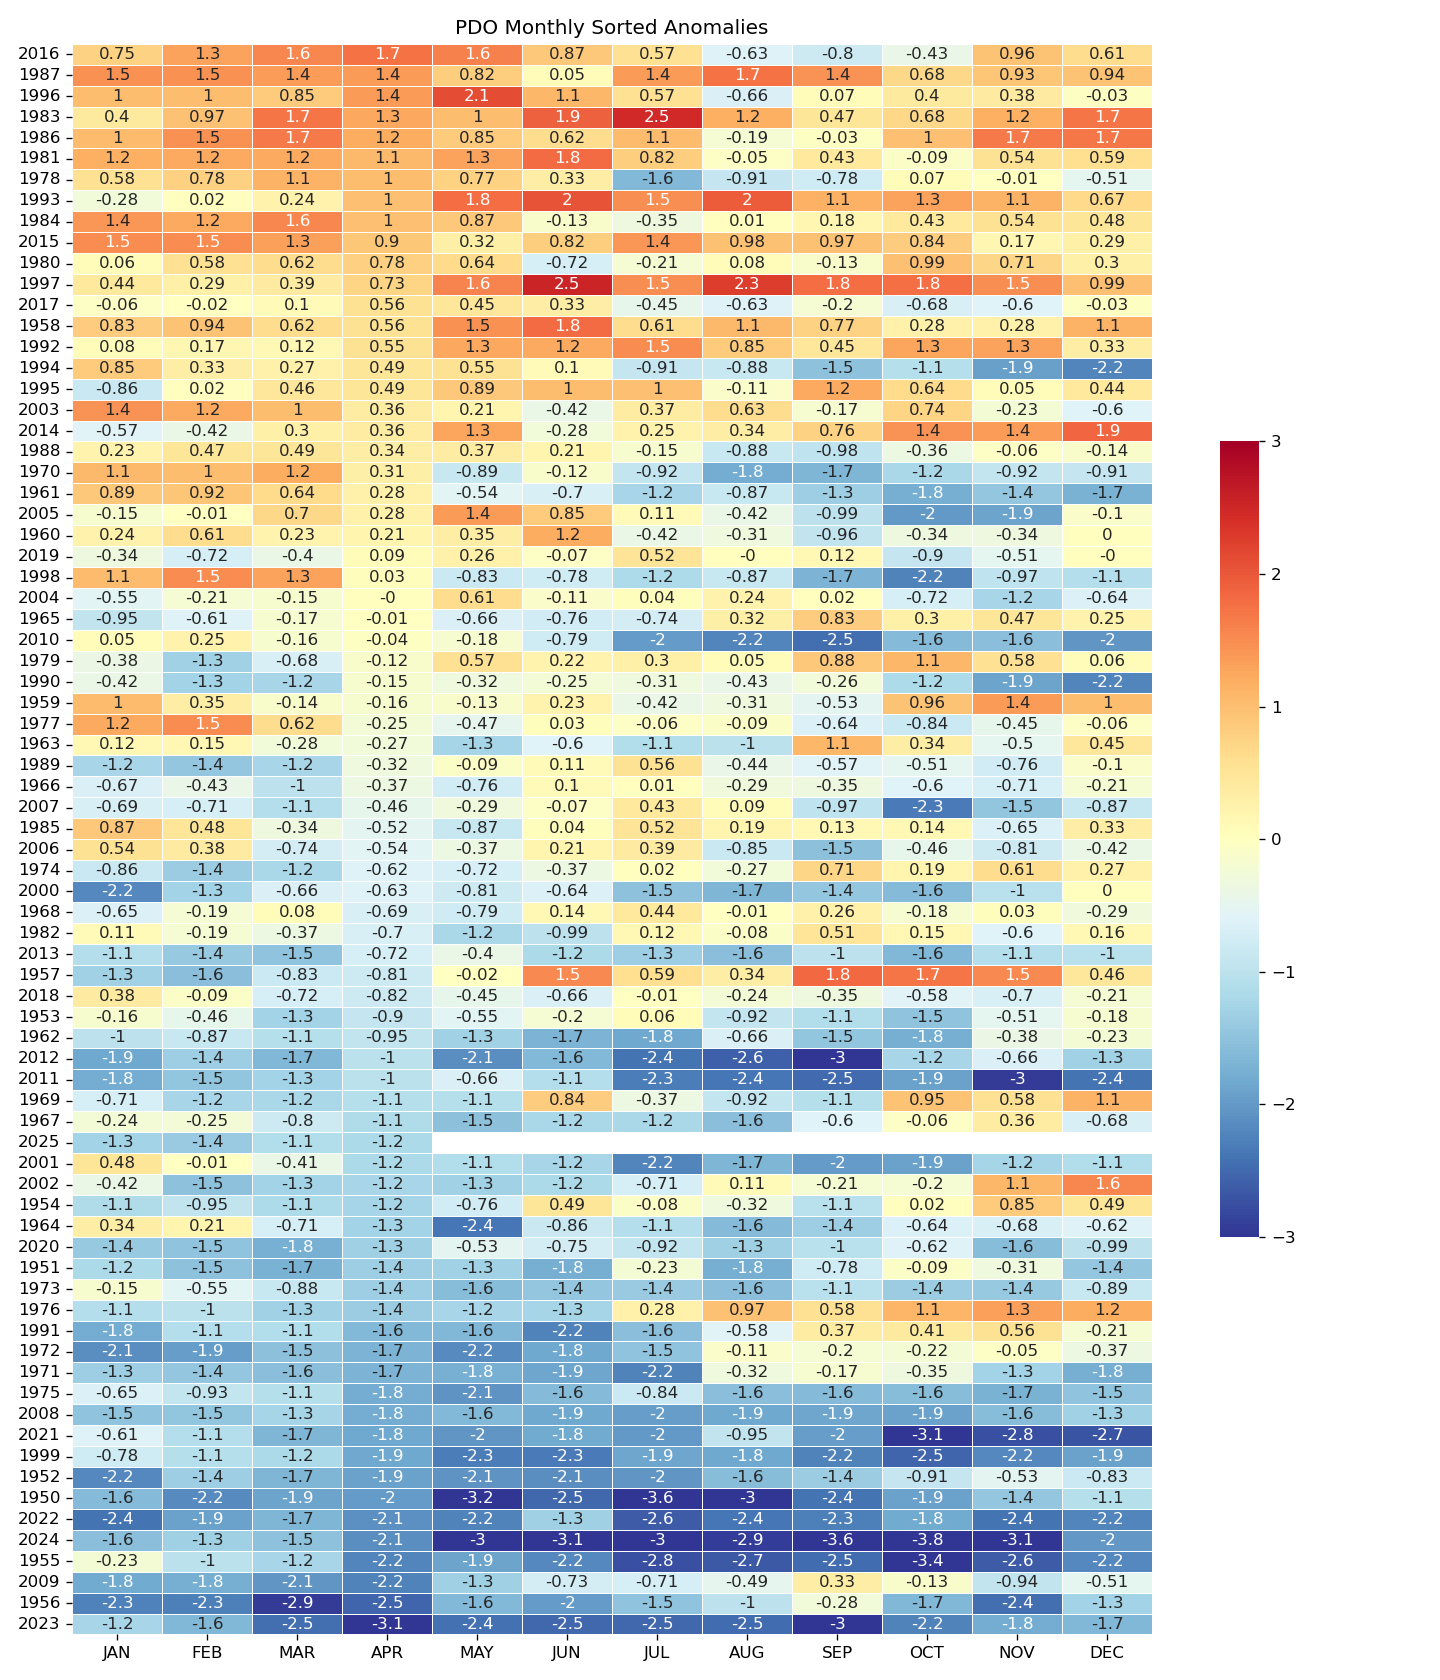 PDO Monthly Sorted Anomalies
2016 0.75 1.3 1.6 1.7 1.6 0.87 0.57 -0.63 -0.8 -0.43 0.96 0.61
1987 1.5 1.5 1.4 1.4 0.82 0.05 1.4 1.7 1.4 0.68 0.93 0.94
1996 1 1 0.85 1.4 2.1 1.1 0.57 -0.66 0.07 0.4 0.38 -0.03
1983 0.4 0.97 1.7 1.3 1 1.9 2.5 1.2 0.47 0.68 1.2 1.7
1986 1 1.5 1.7 1.2 0.85 0.62 1.1 -0.19 -0.03 1 1.7 1.7
1981 1.2 1.2 1.2 1.1 1.3 1.8 0.82 -0.05 0.43 -0.09 0.54 0.59
1978 0.58 0.78 1.1 1 0.77 0.33 -1.6 -0.91 -0.78 0.07 -0.01 -0.51
1993 -0.28 0.02 0.24 1 1.8 2 1.5 2 1.1 1.3 1.1 0.67
1984 1.4 1.2 1.6 1 0.87 -0.13 -0.35 0.01 0.18 0.43 0.54 0.48
2015 1.5 1.5 1.3 0.9 0.32 0.82 1.4 0.98 0.97 0.84 0.17 0.29
1980 0.06 0.58 0.62 0.78 0.64 -0.72 -0.21 0.08 -0.13 0.99 0.71 0.3
1997 0.44 0.29 0.39 0.73 1.6 2.5 1.5 2.3 1.8 1.8 1.5 0.99
2017 -0.06 -0.02 0.1 0.56 0.45 0.33 -0.45 -0.63 -0.2 -0.68 -0.6 -0.03
1958 0.83 0.94 0.62 0.56 1.5 1.8 0.61 1.1 0.77 0.28 0.28 1.1
1992 0.08 0.17 0.12 0.55 1.3 1.2 1.5 0.85 0.45 1.3 1.3 0.33
1994 0.85 0.33 0.27 0.49 0.55 0.1 -0.91 -0.88 -1.5 -1.1 -1.9 -2.2
1995 -0.86 0.02 0.46 0.49 0.89 1 1 -0.11 1.2 0.64 0.05 0.44
2003 1.4 1.2 1 0.36 0.21 -0.42 0.37 0.63 -0.17 0.74 -0.23 -0.6
2014 -0.57 -0.42 0.3 0.36 1.3 -0.28 0.25 0.34 0.76 1.4 1.4 1.9
1988 0.23 0.47 0.49 0.34 0.37 0.21 -0.15 -0.88 -0.98 -0.36 -0.06 -0.14
1970 1.1 1 1.2 0.31 -0.89 -0.12 -0.92 -1.8 -1.7 -1.2 -0.92 -0.91
1961 0.89 0.92 0.64 0.28 -0.54 -0.7 -1.2 -0.87 -1.3 -1.8 -1.4 -1.7
2005 -0.15 -0.01 0.7 0.28 1.4 0.85 0.11 -0.42 -0.99 -2 -1.9 -0.1
1960 0.24 0.61 0.23 0.21 0.35 1.2 -0.42 -0.31 -0.96 -0.34 -0.34 0
2019 -0.34 -0.72 -0.4 0.09 0.26 -0.07 0.52 -0 0.12 -0.9 -0.51 -0
1998 1.1 1.5 1.3 0.03 -0.83 -0.78 -1.2 -0.87 -1.7 -2.2 -0.97 -1.1
2004 -0.55 -0.21 -0.15 -0 0.61 -0.11 0.04 0.24 0.02 -0.72 -1.2 -0.64
1965 -0.95 -0.61 -0.17 -0.01 -0.66 -0.76 -0.74 0.32 0.83 0.3 0.47 0.25
2010 0.05 0.25 -0.16 -0.04 -0.18 -0.79 -2 -2.2 -2.5 -1.6 -1.6 -2
1979 -0.38 -1.3 -0.68 -0.12 0.57 0.22 0.3 0.05 0.88 1.1 0.58 0.06
1990 -0.42 -1.3 -1.2 -0.15 -0.32 -0.25 -0.31 -0.43 -0.26 -1.2 -1.9 -2.2
1959 1 0.35 -0.14 -0.16 -0.13 0.23 -0.42 -0.31 -0.53 0.96 1.4 1
1977 1.2 1.5 0.62 -0.25 -0.47 0.03 -0.06 -0.09 -0.64 -0.84 -0.45 -0.06
1963 0.12 0.15 -0.28 -0.27 -1.3 -0.6 -1.1 -1 1.1 0.34 -0.5 0.45
1989 -1.2 -1.4 -1.2 -0.32 -0.09 0.11 0.56 -0.44 -0.57 -0.51 -0.76 -0.1
1966 -0.67 -0.43 -1 -0.37 -0.76 0.1 0.01 -0.29 -0.35 -0.6 -0.71 -0.21
2007 -0.69 -0.71 -1.1 -0.46 -0.29 -0.07 0.43 0.09 -0.97 -2.3 -1.5 -0.87
1985 0.87 0.48 -0.34 -0.52 -0.87 0.04 0.52 0.19 0.13 0.14 -0.65 0.33
2006 0.54 0.38 -0.74 -0.54 -0.37 0.21 0.39 -0.85 -1.5 -0.46 -0.81 -0.42
1974 -0.86 -1.4 -1.2 -0.62 -0.72 -0.37 0.02 -0.27 0.71 0.19 0.61 0.27
2000 -2.2 -1.3 -0.66 -0.63 -0.81 -0.64 -1.5 -1.7 -1.4 -1.6 -1 0
1968 -0.65 -0.19 0.08 -0.69 -0.79 0.14 0.44 -0.01 0.26 -0.18 0.03 -0.29
1982 0.11 -0.19 -0.37 -0.7 -1.2 -0.99 0.12 -0.08 0.51 0.15 -0.6 0.16
2013 -1.1 -1.4 -1.5 -0.72 -0.4 -1.2 -1.3 -1.6 -1 -1.6 -1.1 -1
1957 -1.3 -1.6 -0.83 -0.81 -0.02 1.5 0.59 0.34 1.8 1.7 1.5 0.46
2018 0.38 -0.09 -0.72 -0.82 -0.45 -0.66 -0.01 -0.24 -0.35 -0.58 -0.7 -0.21
1953 -0.16 -0.46 -1.3 -0.9 -0.55 -0.2 0.06 -0.92 -1.1 -1.5 -0.51 -0.18
1962 -1 -0.87 -1.1 -0.95 -1.3 -1.7 -1.8 -0.66 -1.5 -1.8 -0.38 -0.23
2012 -1.9 -1.4 -1.7 -1 -2.1 -1.6 -2.4 -2.6 -3 -1.2 -0.66 -1.3
2011 -1.8 -1.5 -1.3 -1 -0.66 -1.1 -2.3 -2.4 -2.5 -1.9 -3 -2.4
1969 -0.71 -1.2 -1.2 -1.1 -1.1 0.84 -0.37 -0.92 -1.1 0.95 0.58 1.1
1967 -0.24 -0.25 -0.8 -1.1 -1.5 -1.2 -1.2 -1.6 -0.6 -0.06 0.36 -0.68
2025 -1.3 -1.4 -1.1 -1.2
2001 0.48 -0.01 -0.41 -1.2 -1.1 -1.2 -2.2 -1.7 -2 -1.9 -1.2 -1.1
2002 -0.42 -1.5 -1.3 -1.2 -1.3 -1.2 -0.71 0.11 -0.21 -0.2 1.1 1.6
1954 -1.1 -0.95 -1.1 -1.2 -0.76 0.49 -0.08 -0.32 -1.1 0.02 0.85 0.49
1964 0.34 0.21 -0.71 -1.3 -2.4 -0.86 -1.1 -1.6 -1.4 -0.64 -0.68 -0.62
2020 -1.4 -1.5 -1.8 -1.3 -0.53 -0.75 -0.92 -1.3 -1 -0.62 -1.6 -0.99
1951 -1.2 -1.5 -1.7 -1.4 -1.3 -1.8 -0.23 -1.8 -0.78 -0.09 -0.31 -1.4
1973 -0.15 -0.55 -0.88 -1.4 -1.6 -1.4 -1.4 -1.6 -1.1 -1.4 -1.4 -0.89
1976 -1.1 -1 -1.3 -1.4 -1.2 -1.3 0.28 0.97 0.58 1.1 1.3 1.2
1991 -1.8 -1.1 -1.1 -1.6 -1.6 -2.2 -1.6 -0.58 0.37 0.41 0.56 -0.21
1972 -2.1 -1.9 -1.5 -1.7 -2.2 -1.8 -1.5 -0.11 -0.2 -0.22 -0.05 -0.37
1971 -1.3 -1.4 -1.6 -1.7 -1.8 -1.9 -2.2 -0.32 -0.17 -0.35 -1.3 -1.8
1975 -0.65 -0.93 -1.1 -1.8 -2.1 -1.6 -0.84 -1.6 -1.6 -1.6 -1.7 -1.5
2008 -1.5 -1.5 -1.3 -1.8 -1.6 -1.9 -2 -1.9 -1.9 -1.9 -1.6 -1.3
2021 -0.61 -1.1 -1.7 -1.8 -2 -1.8 -2 -0.95 -2 -3.1 -2.8 -2.7
1999 -0.78 -1.1 -1.2 -1.9 -2.3 -2.3 -1.9 -1.8 -2.2 -2.5 -2.2 -1.9
1952 -2.2 -1.4 -1.7 -1.9 -2.1 -2.1 -2 -1.6 -1.4 -0.91 -0.53 -0.83
1950 -1.6 -2.2 -1.9 -2 -3.2 -2.5 -3.6 -3 -2.4 -1.9 -1.4 -1.1
2022 -2.4 -1.9 -1.7 -2.1 -2.2 -1.3 -2.6 -2.4 -2.3 -1.8 -2.4 -2.2
2024 -1.6 -1.3 -1.5 -2.1 -3 -3.1 -3 -2.9 -3.6 -3.8 -3.1 -2
1955 -0.23 -1 -1.2 -2.2 -1.9 -2.2 -2.8 -2.7 -2.5 -3.4 -2.6 -2.2
2009 -1.8 -1.8 -2.1 -2.2 -1.3 -0.73 -0.71 -0.49 0.33 -0.13 -0.94 -0.51
1956 -2.3 -2.3 -2.9 -2.5 -1.6 -2 -1.5 -1 -0.28 -1.7 -2.4 -1.3
2023 -1.2 -1.6 -2.5 -3.1 -2.4 -2.5 -2.5 -2.5 -3 -2.2 -1.8 -1.7
JAN FEB MAR APR MAY JUN JUL AUG SEP OCT NOV DEC
3
2
1
0
−1
−2
−3